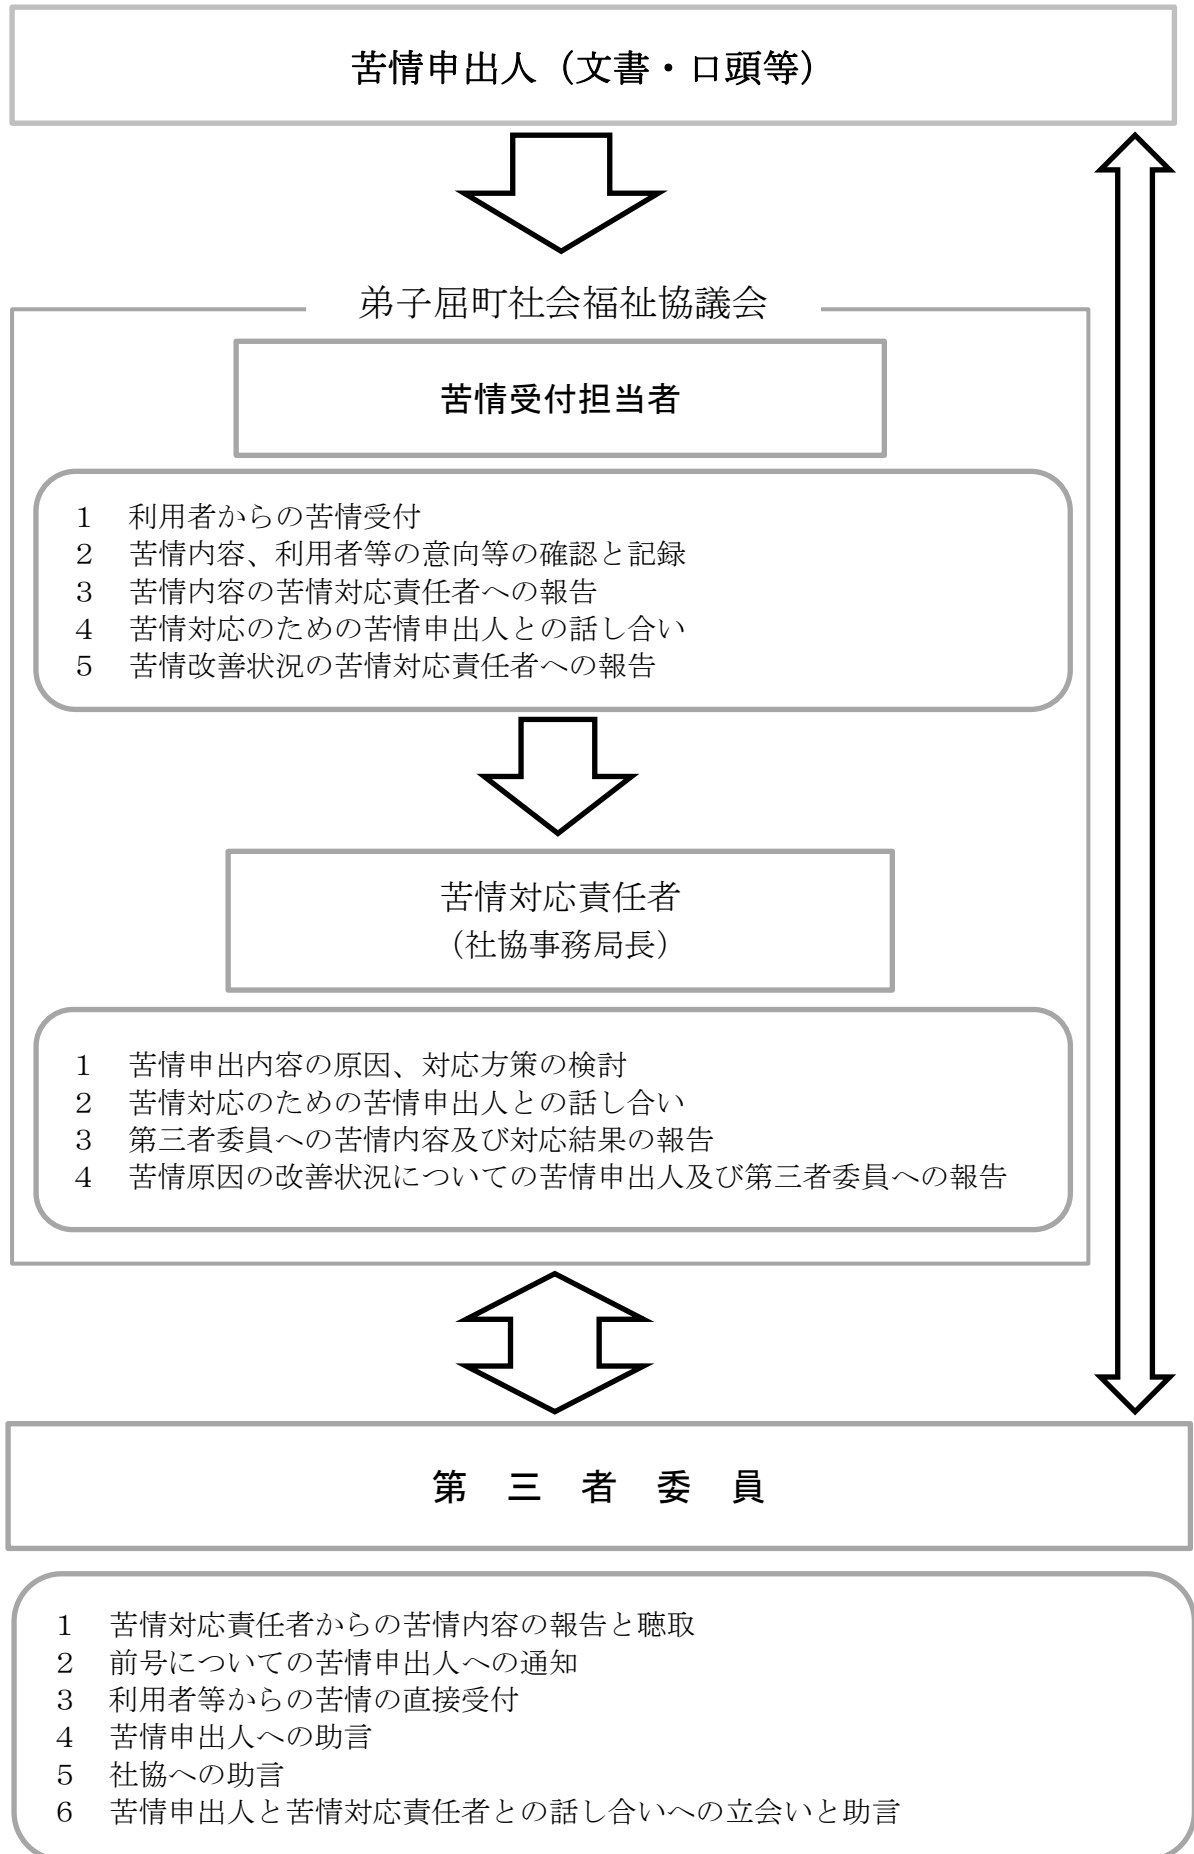 苦情申出人（文書・口頭等）
弟子屈町社会福祉協議会
苦情受付担当者
１　利用者からの苦情受付
２　苦情内容、利用者等の意向等の確認と記録
３　苦情内容の苦情対応責任者への報告
４　苦情対応のための苦情申出人との話し合い
５　苦情改善状況の苦情対応責任者への報告
苦情対応責任者
（社協事務局長）
１　苦情申出内容の原因、対応方策の検討
２　苦情対応のための苦情申出人との話し合い
３　第三者委員への苦情内容及び対応結果の報告
４　苦情原因の改善状況についての苦情申出人及び第三者委員への報告
第　三　者　委　員
１　苦情対応責任者からの苦情内容の報告と聴取
２　前号についての苦情申出人への通知
３　利用者等からの苦情の直接受付
４　苦情申出人への助言
５　社協への助言
６　苦情申出人と苦情対応責任者との話し合いへの立会いと助言